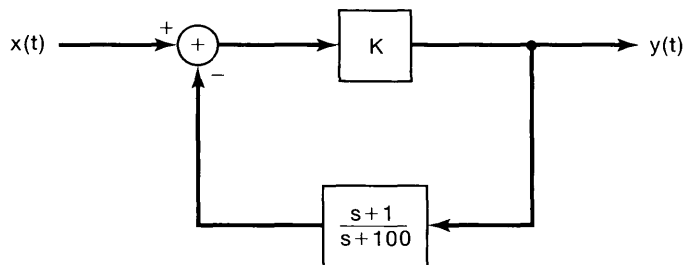 x(t)
+
+
−
K
y(t)
s+1
s+100